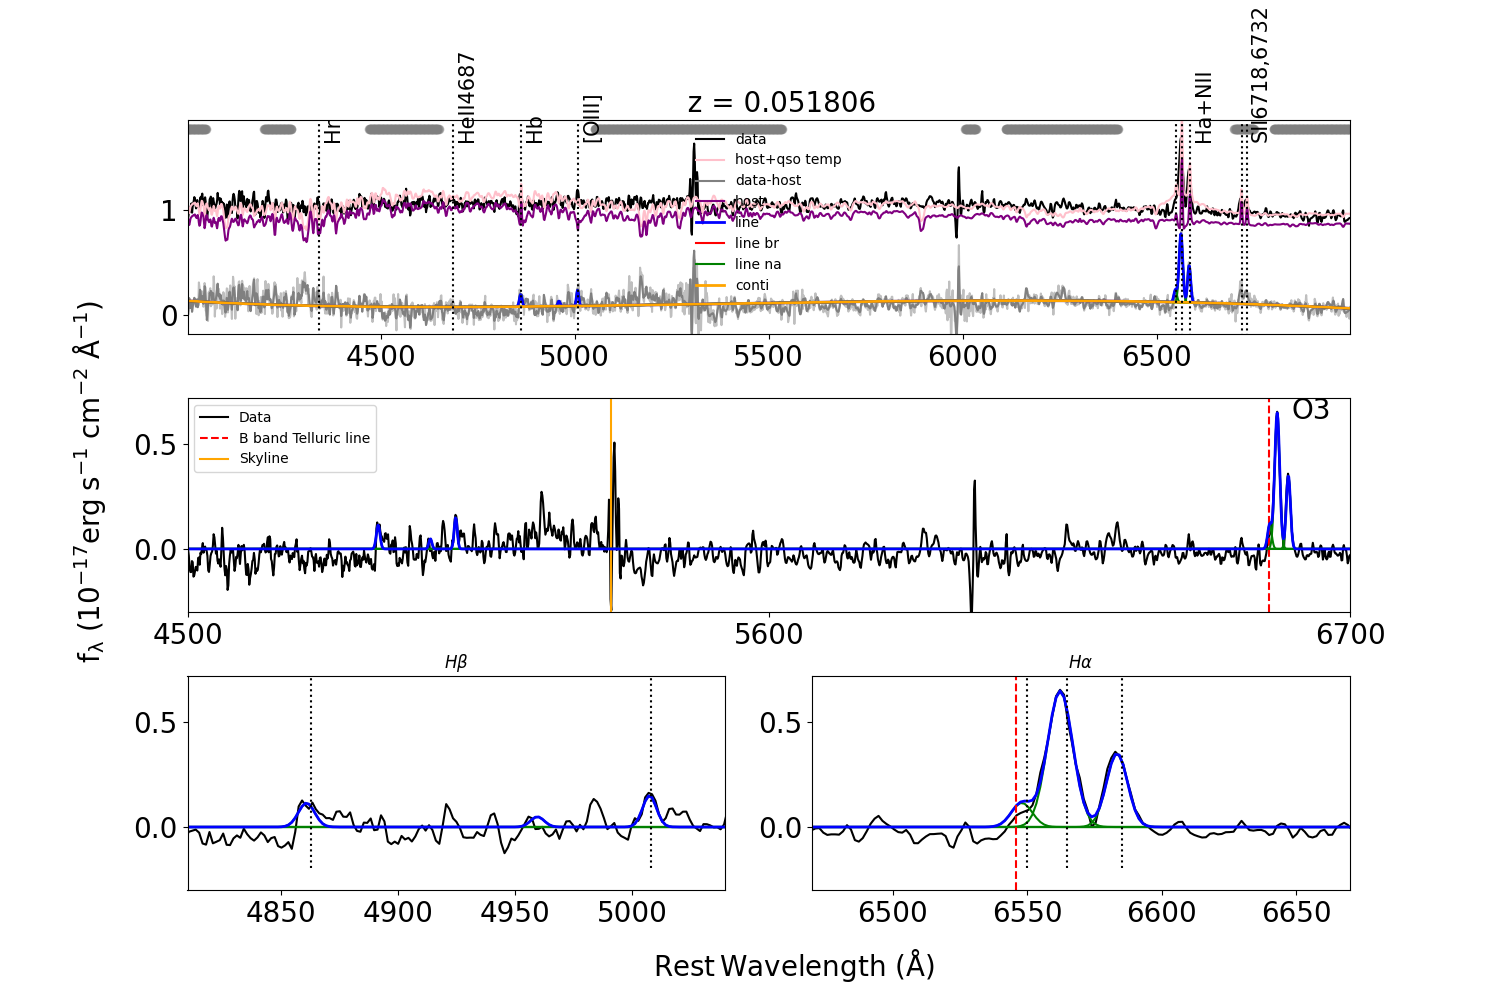 z = 0.051806
Hr
HeII4687
Hb
[OIII]
Ha+NII
SII6718,6732
data
host+qso temp
data-host
host
line
line br
line na
conti
1
0
4500
5000
5500
6000
6500
fλ (10⁻¹⁷erg s⁻¹ cm⁻² Å⁻¹)
Data
B band Telluric line
Skyline
O3
0.5
0.0
4500
5600
6700
Hβ
0.5
0.0
4850
4900
4950
5000
Hα
0.5
0.0
6500
6550
6600
6650
Rest Wavelength (Å)